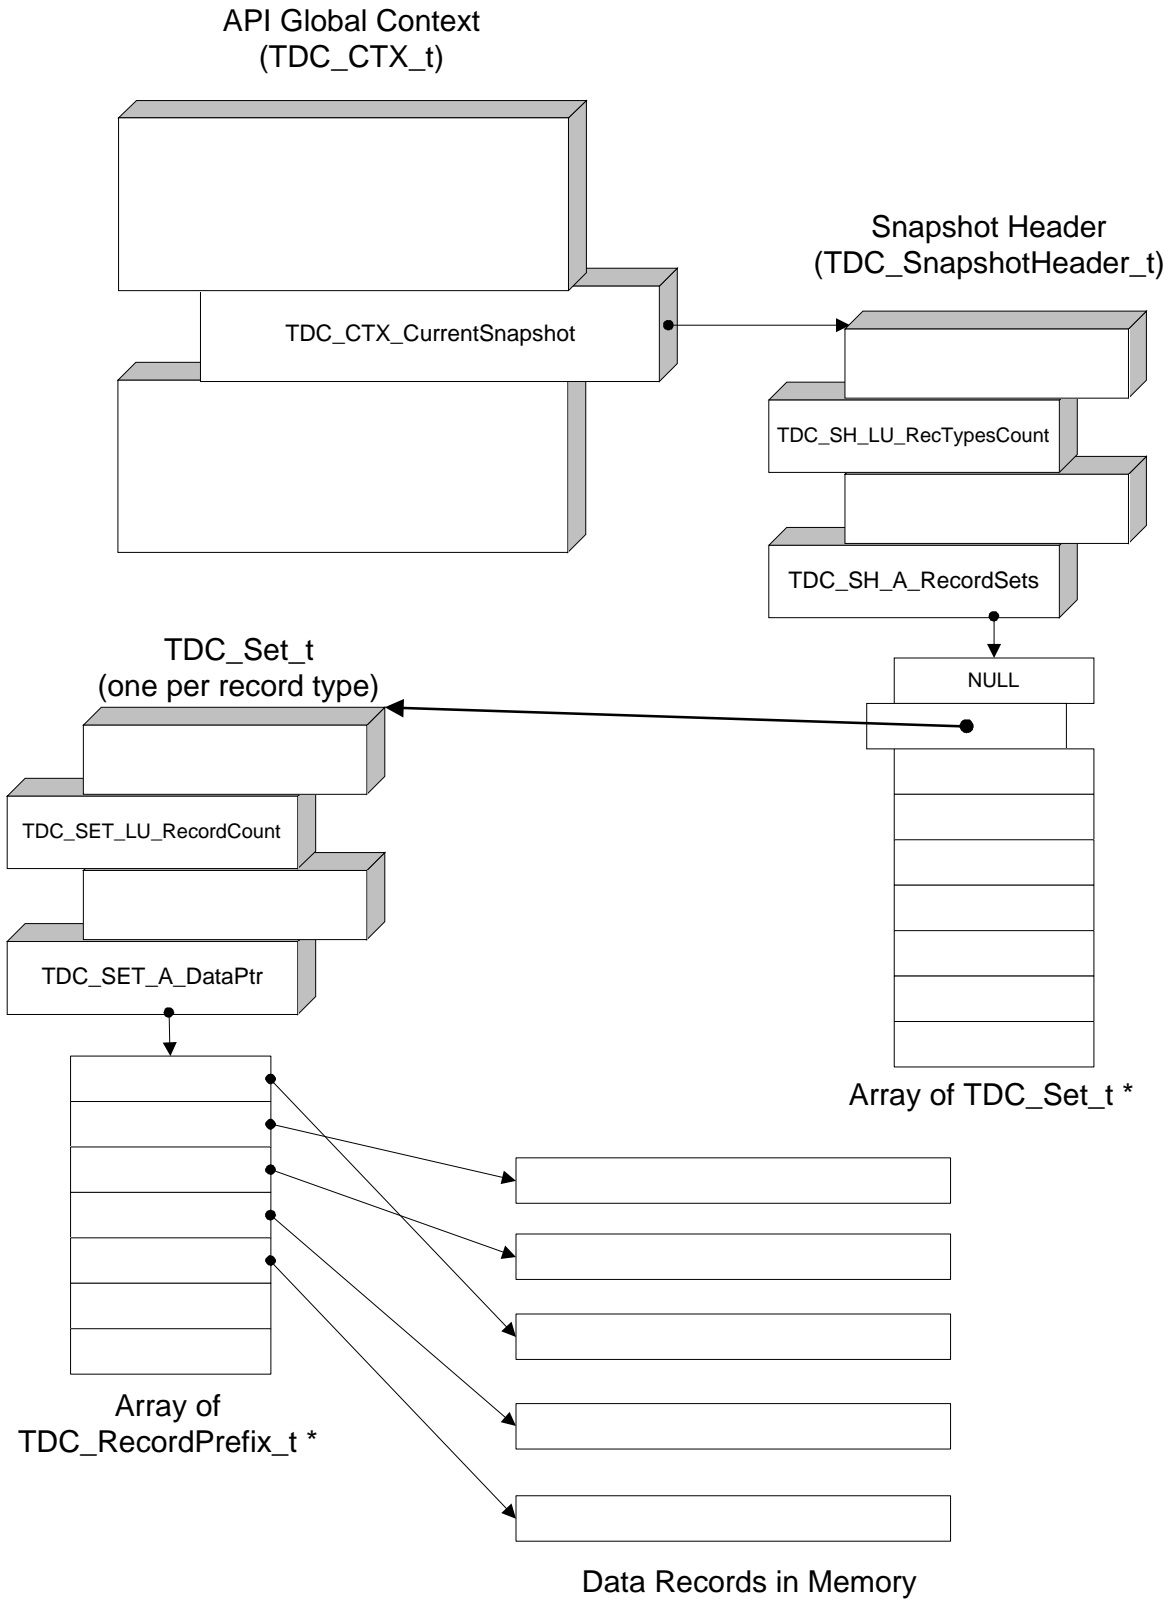 API Global Context
(TDC_CTX_t)
Snapshot Header
(TDC_SnapshotHeader_t)
TDC_CTX_CurrentSnapshot
TDC_SH_LU_RecTypesCount
TDC_SH_A_RecordSets
NULL
TDC_Set_t
(one per record type)
TDC_SET_LU_RecordCount
TDC_SET_A_DataPtr
Array of TDC_Set_t *
Array of
TDC_RecordPrefix_t *
Data Records in Memory